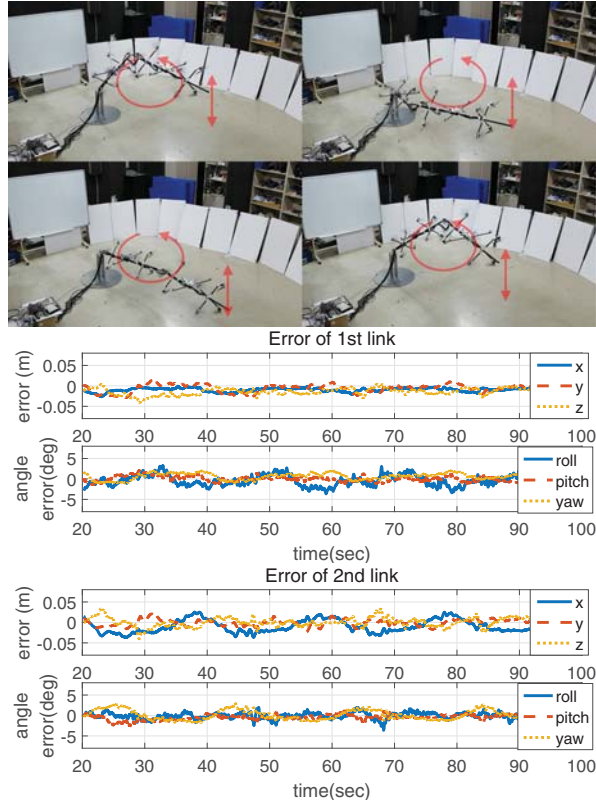 Error of 1st link
error (m)
0.05
0
-0.05
x
y
z
20 30 40 50 60 70 80 90 100
angle
error(deg)
5
0
-5
roll
pitch
yaw
20 30 40 50 60 70 80 90 100
time(sec)
Error of 2nd link
error (m)
0.05
0
-0.05
x
y
z
20 30 40 50 60 70 80 90 100
angle
error(deg)
5
0
-5
roll
pitch
yaw
20 30 40 50 60 70 80 90 100
time(sec)